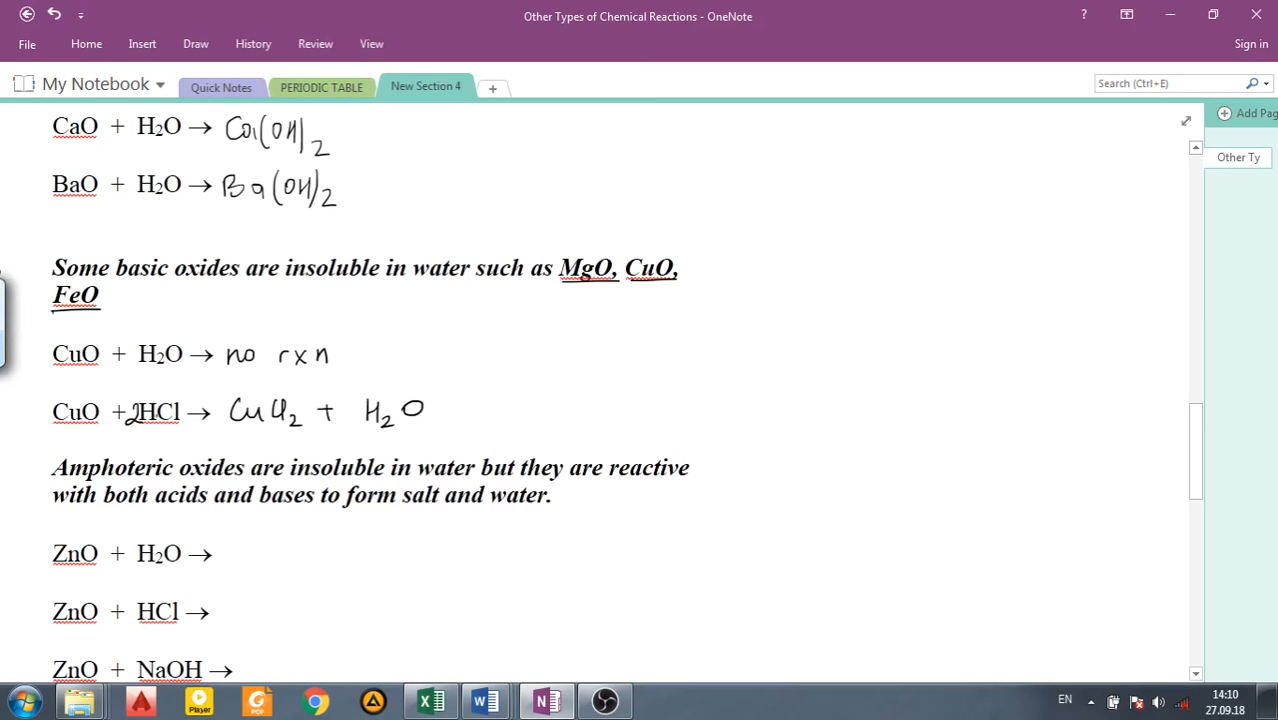 Other Types of Chemical Reactions - OneNote
?
File Home Insert Draw History Review View Sign in
My Notebook Quick Notes PERIODIC TABLE New Section 4 + Search (Ctrl+E)
Add Pag
Other Ty
CaO + H₂O → Ca(OH)₂
BaO + H₂O → Ba(OH)₂
Some basic oxides are insoluble in water such as MgO, CuO,
FeO
CuO + H₂O → no rxn
CuO + 2HCl → CuCl₂ + H₂O
Amphoteric oxides are insoluble in water but they are reactive
with both acids and bases to form salt and water.
ZnO + H₂O →
ZnO + HCl →
ZnO + NaOH →
Player
PDF
EN
14:10
27.09.18